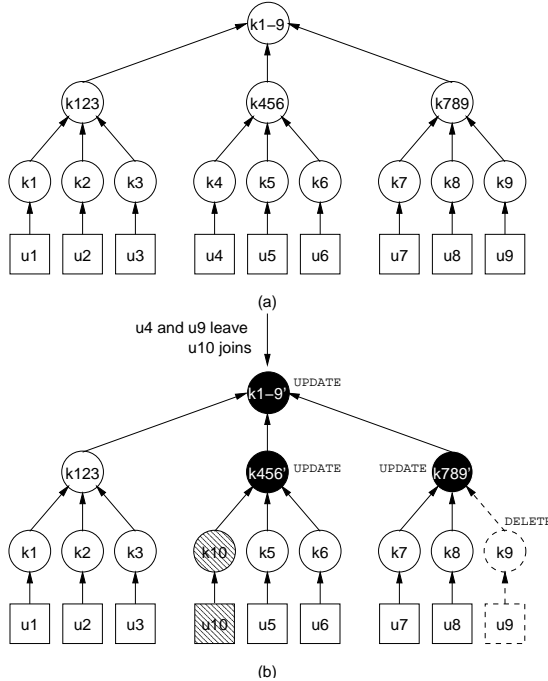 k1-9
k123 k456 k789
k1 k2 k3 k4 k5 k6 k7 k8 k9
u1 u2 u3 u4 u5 u6 u7 u8 u9
(a)
u4 and u9 leave
u10 joins
k1-9' UPDATE
k123 k456' UPDATE UPDATE k789'
DELETE
k1 k2 k3 k10 k5 k6 k7 k8 k9
u1 u2 u3 u10 u5 u6 u7 u8 u9
(b)